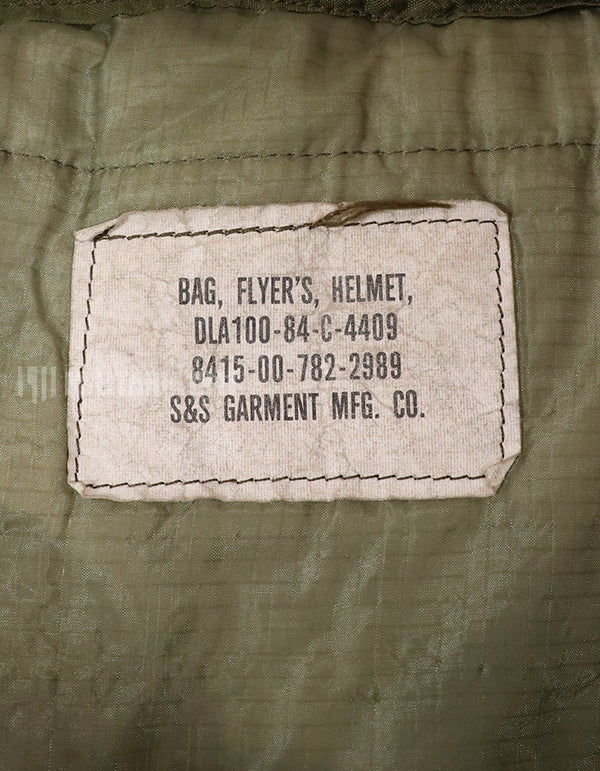 BAG, FLYER'S, HELMET,
DLA100-84-C-4409
8415-00-782-2989
S&S GARMENT MFG. CO.